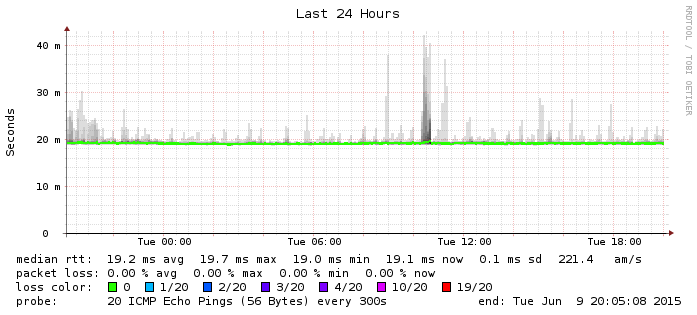 Last 24 Hours
RRDTOOL / TOBI OETIKER
Seconds
40 m
30 m
20 m
10 m
0
Tue 00:00 Tue 06:00 Tue 12:00 Tue 18:00
median rtt: 19.2 ms avg 19.7 ms max 19.0 ms min 19.1 ms now 0.1 ms sd 221.4 am/s
packet loss: 0.00 % avg 0.00 % max 0.00 % min 0.00 % now
loss color: 0 1/20 2/20 3/20 4/20 10/20 19/20
probe: 20 ICMP Echo Pings (56 Bytes) every 300s end: Tue Jun 9 20:05:08 2015